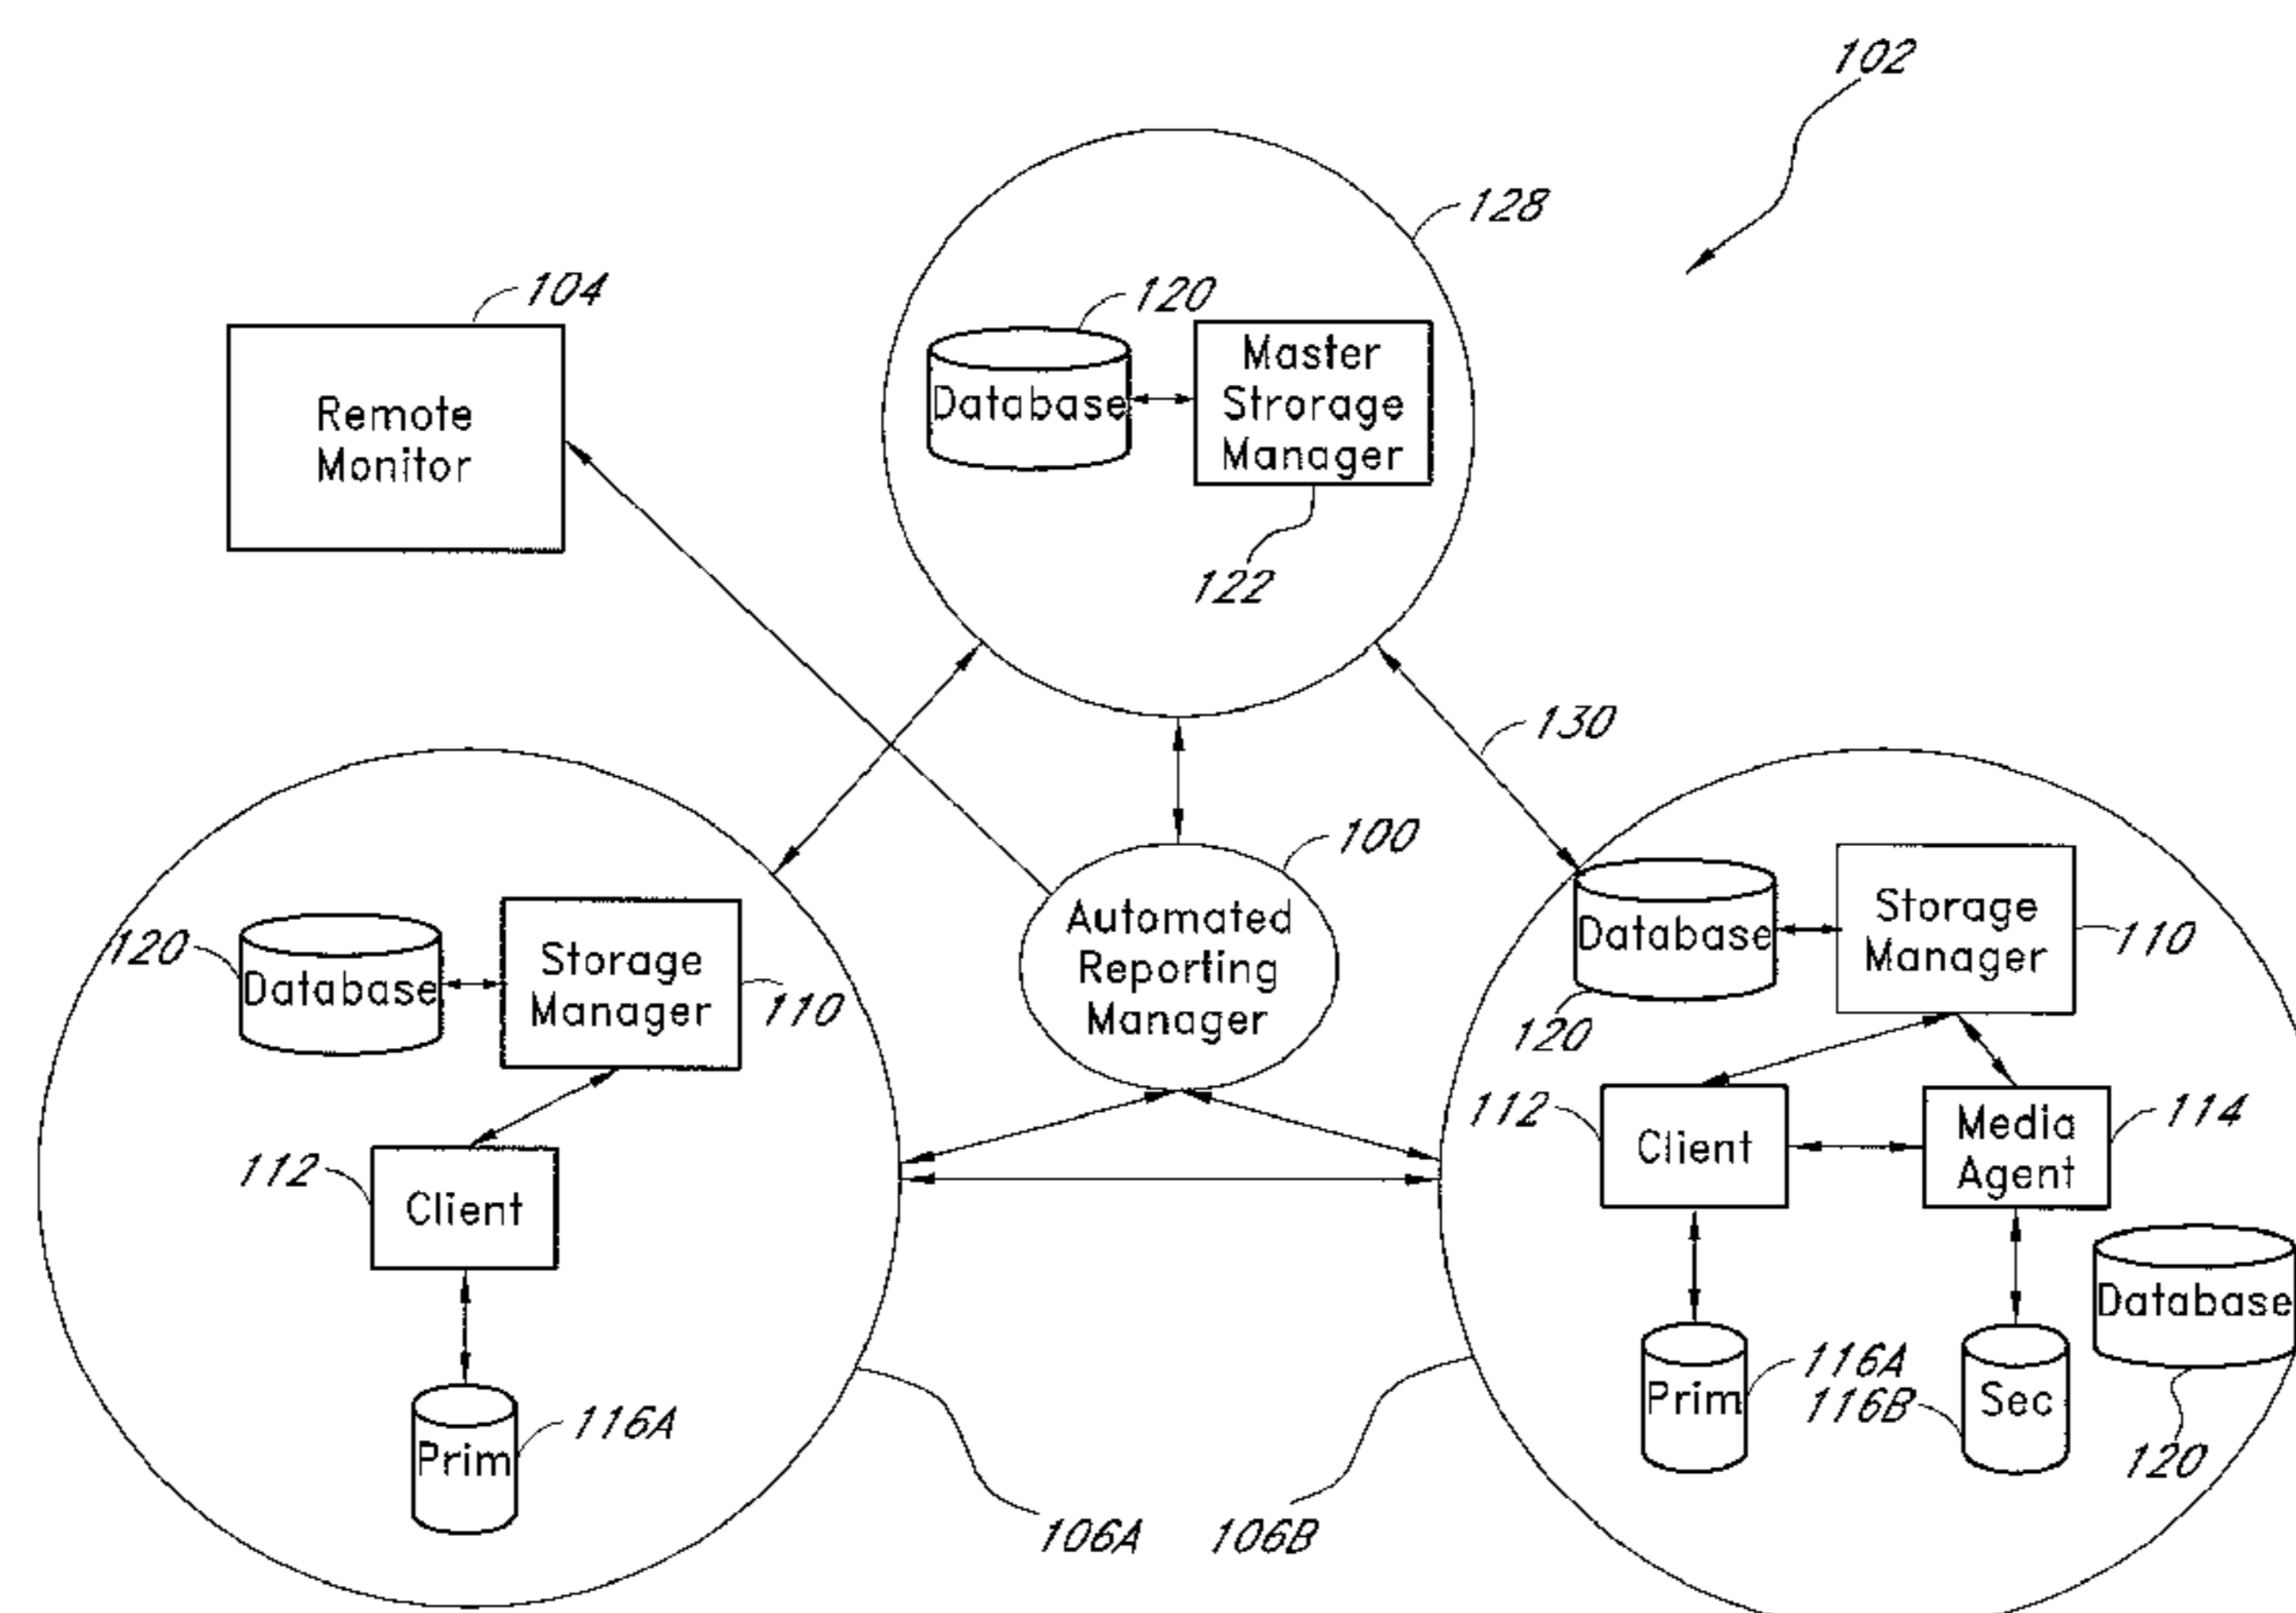 102
128
104
120
Master
Strorage
Manager
Database
Remote
Monitor
122
130
100
Automated
Reporting
Manager
120
Database
Storage
Manager
110
112
Client
116A
Prim
106A
Database
120
Storage
Manager
110
112
Client
Media
Agent
114
116A
Prim
116B
Sec
Database
120
106B